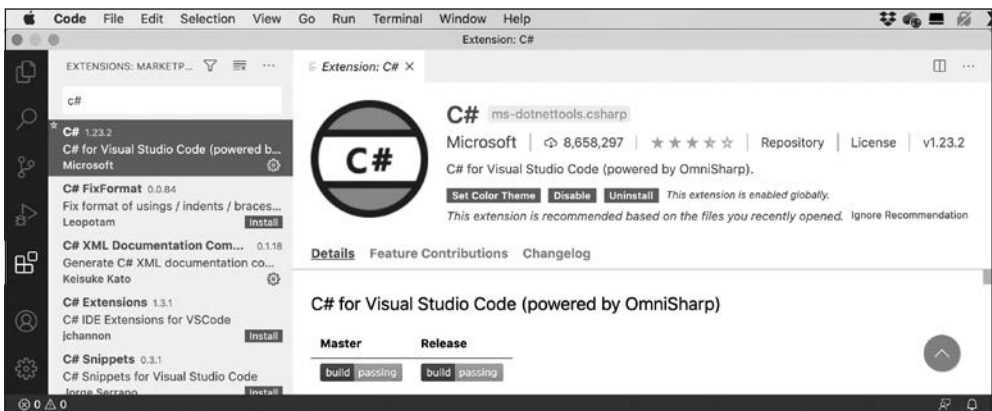 Code File Edit Selection View Go Run Terminal Window Help
Extension: C#
EXTENSIONS: MARKETP...
Extension: C# ×
c#
C# 1.23.2
C# for Visual Studio Code (powered b...
Microsoft
C# FixFormat 0.0.84
Fix format of usings / indents / braces...
Leopotam Install
C# XML Documentation Com... 0.1.18
Generate C# XML documentation co...
Keisuke Kato
C# Extensions 1.3.1
C# IDE Extensions for VSCode
jchannon Install
C# Snippets 0.3.1
C# Snippets for Visual Studio Code
Jorge Serrano Install
C#
C# ms-dotnettools.csharp
Microsoft 8,658,297 Repository License v1.23.2
C# for Visual Studio Code (powered by OmniSharp).
Set Color Theme Disable Uninstall This extension is enabled globally.
This extension is recommended based on the files you recently opened. Ignore Recommendation
Details Feature Contributions Changelog
C# for Visual Studio Code (powered by OmniSharp)
Master Release
build passing build passing
0 0